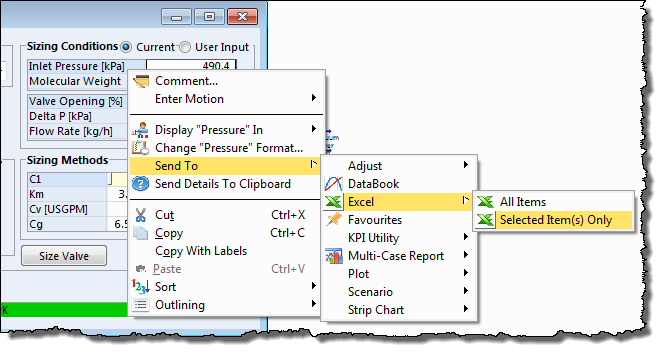 Sizing Conditions Current User Input
Inlet Pressure [kPa] 490.4
Molecular Weight
Valve Opening [%]
Delta P [kPa]
Flow Rate [kg/h]
Sizing Methods
C1
Km 3.
Cv [USGPM]
Cg 6.5
Size Valve
K
Comment...
Enter Motion
Display "Pressure" In
Change "Pressure" Format...
Send To
Send Details To Clipboard
Cut Ctrl+X
Copy Ctrl+C
Copy With Labels
Paste Ctrl+V
Sort
Outlining
Adjust
DataBook
Excel
Favourites
KPI Utility
Multi-Case Report
Plot
Scenario
Strip Chart
All Items
Selected Item(s) Only